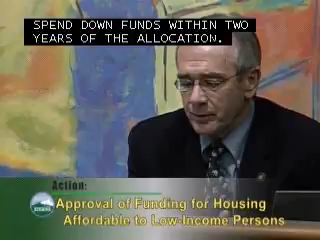 SPEND DOWN FUNDS WITHIN TWO
YEARS OF THE ALLOCATION.
Action:
Approval of Funding for Housing
Affordable to Low-Income Persons